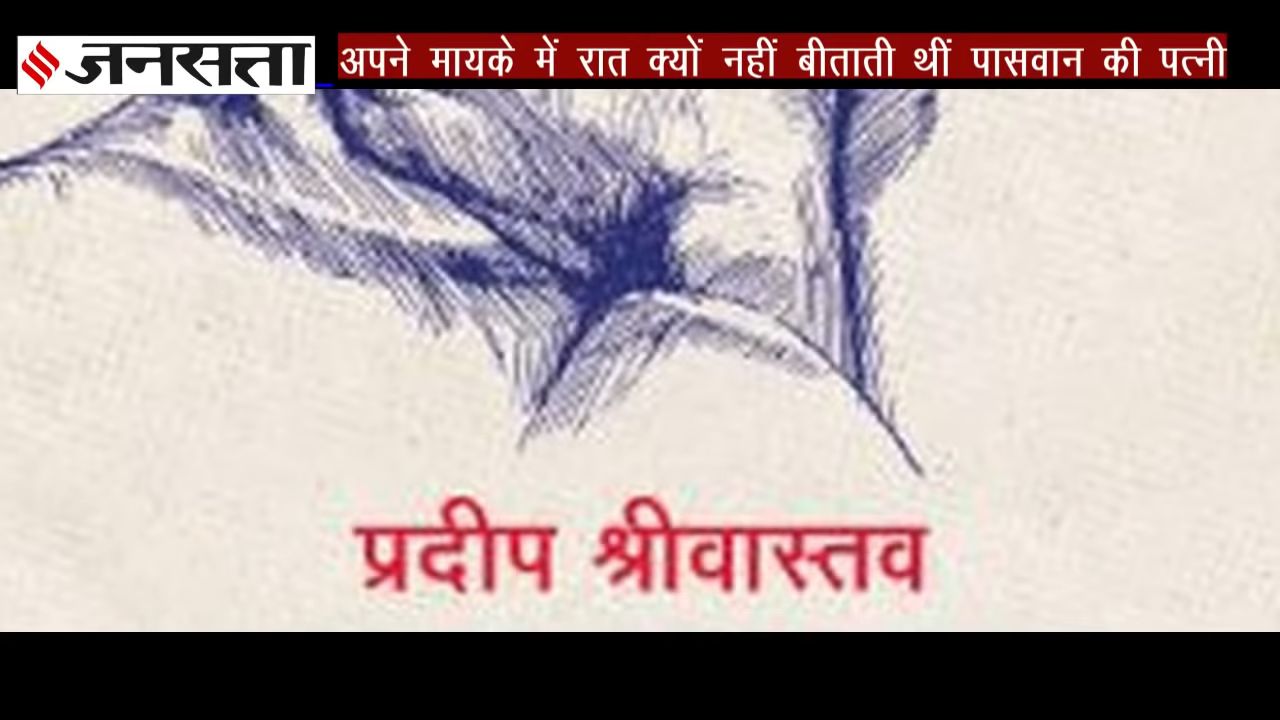 जनसत्ता
अपने मायके में रात क्यों नहीं बीताती थीं पासवान की पत्नी
प्रदीप श्रीवास्तव